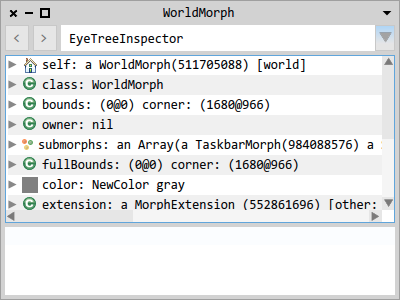 WorldMorph
EyeTreeInspector
self: a WorldMorph(511705088) [world]
class: WorldMorph
bounds: (0@0) corner: (1680@966)
owner: nil
submorphs: an Array(a TaskbarMorph(984088576) a
fullBounds: (0@0) corner: (1680@966)
color: NewColor gray
extension: a MorphExtension (552861696) [other: